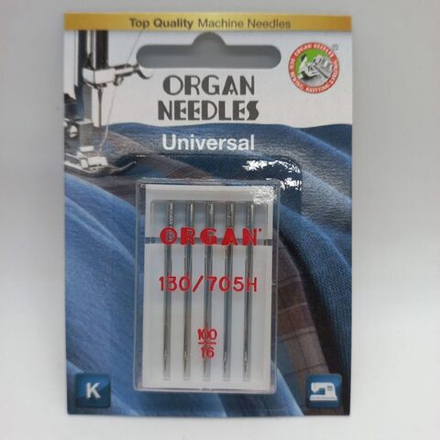 Top Quality Machine Needles
ORGAN
NEEDLES
Universal
ORGAN
130/705H
100
16
K